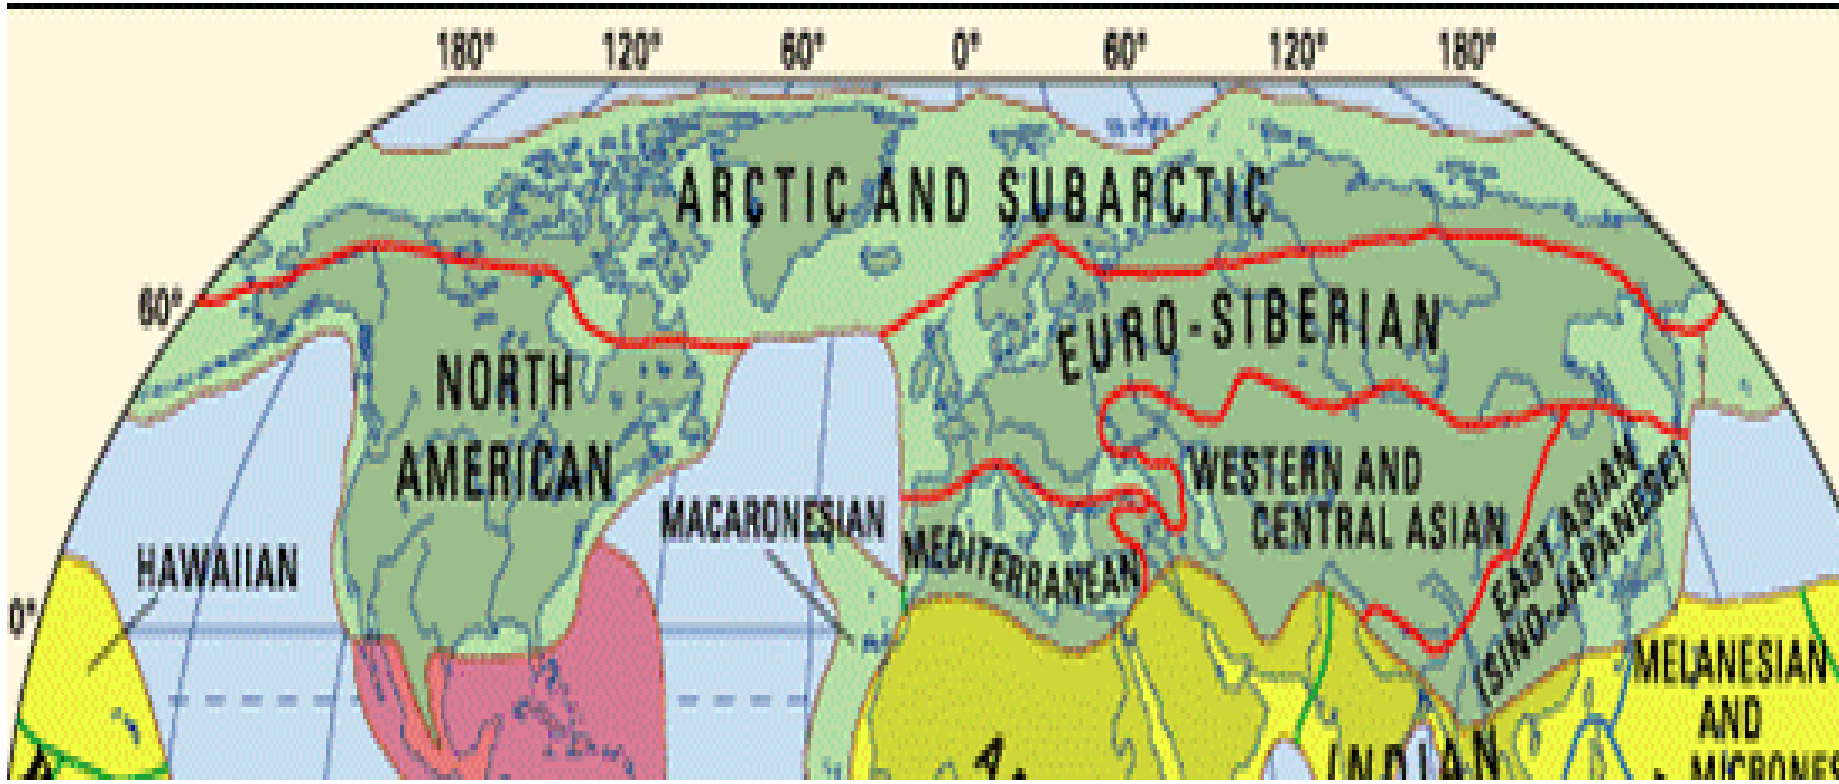 180° 120° 60° 0° 60° 120° 180°
ARCTIC AND SUBARCTIC
60°
EURO-SIBERIAN
NORTH
AMERICAN
WESTERN AND
CENTRAL ASIAN
EAST ASIAN
(SINO-JAPANESE)
MACARONESIAN
MEDITERRANEAN
HAWAIIAN
0°
MELANESIAN
AND
MICRONES
INDIAN